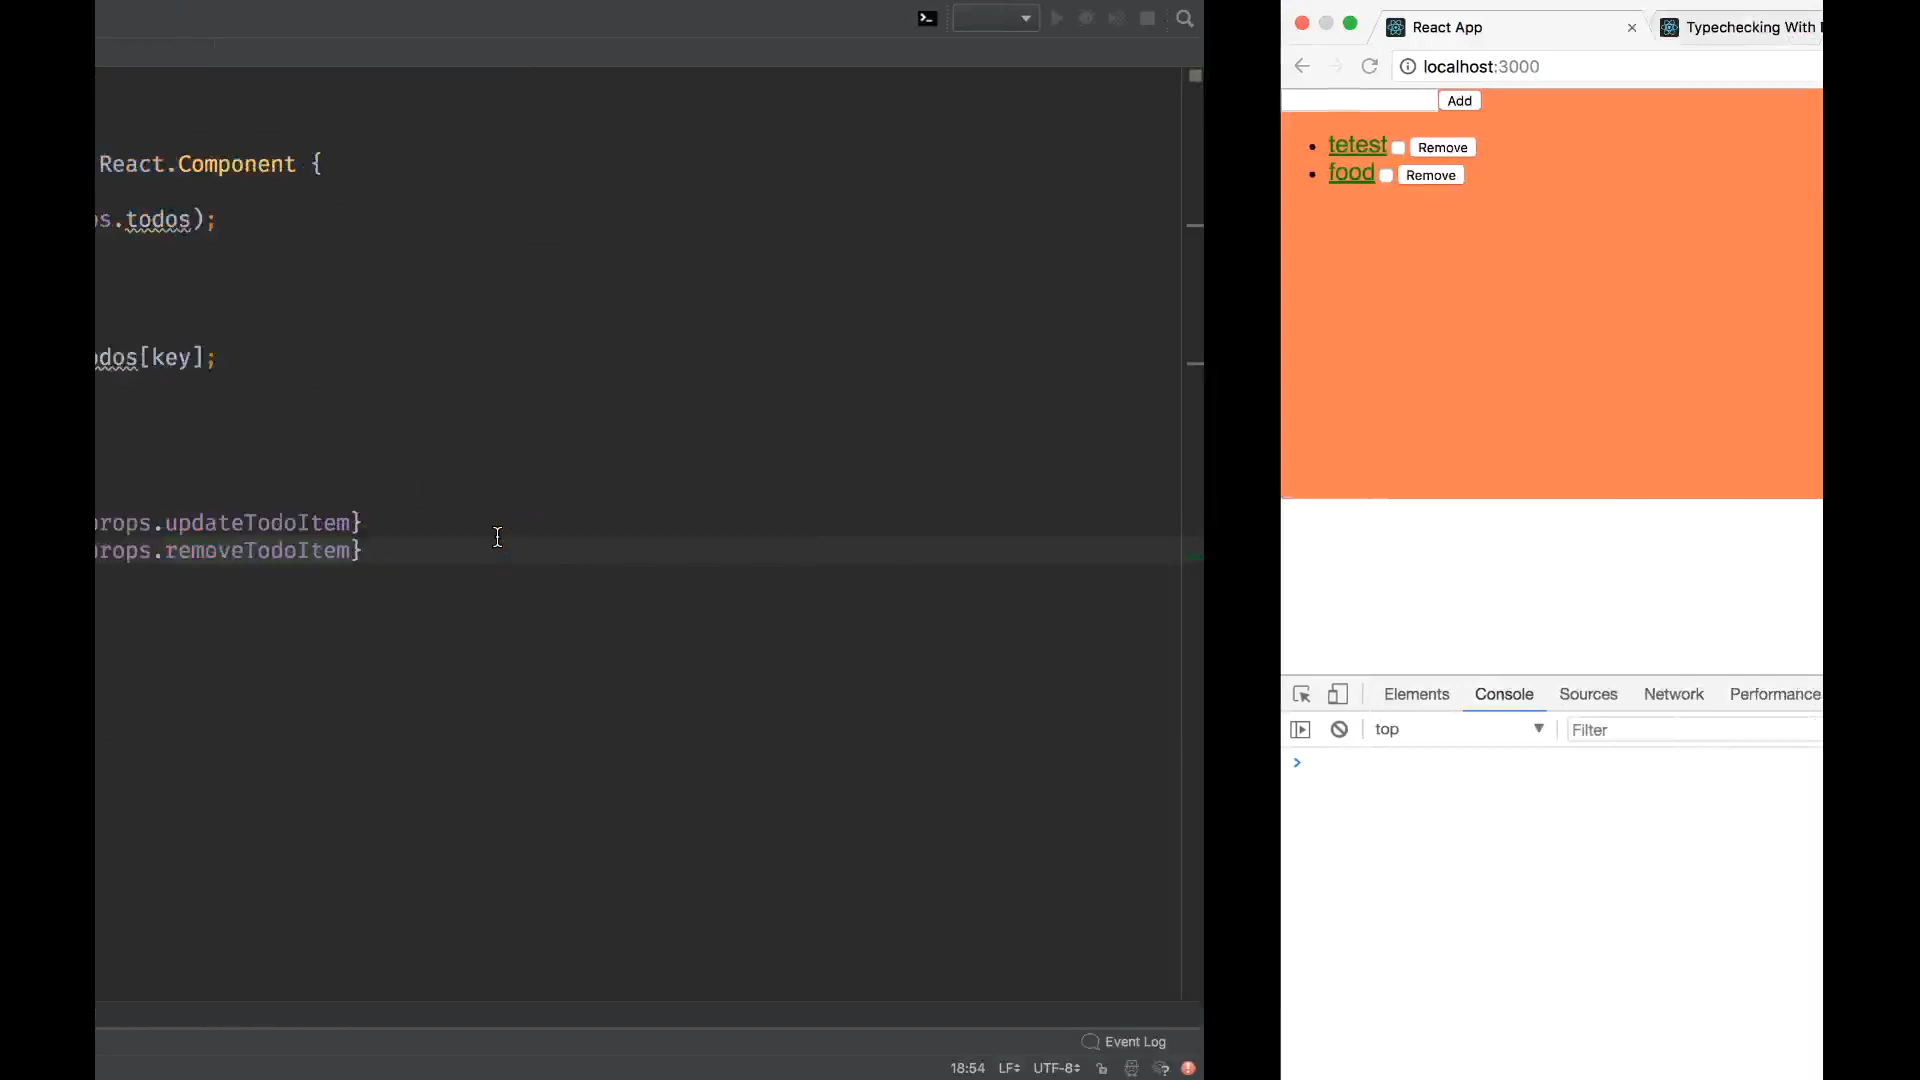 React.Component {
s.todos);
dos[key];
rops.updateTodoItem}
rops.removeTodoItem}
Event Log
18:54 LF UTF-8
React App
Typechecking With
localhost:3000
Add
tetest Remove
food Remove
Elements Console Sources Network Performance
top Filter